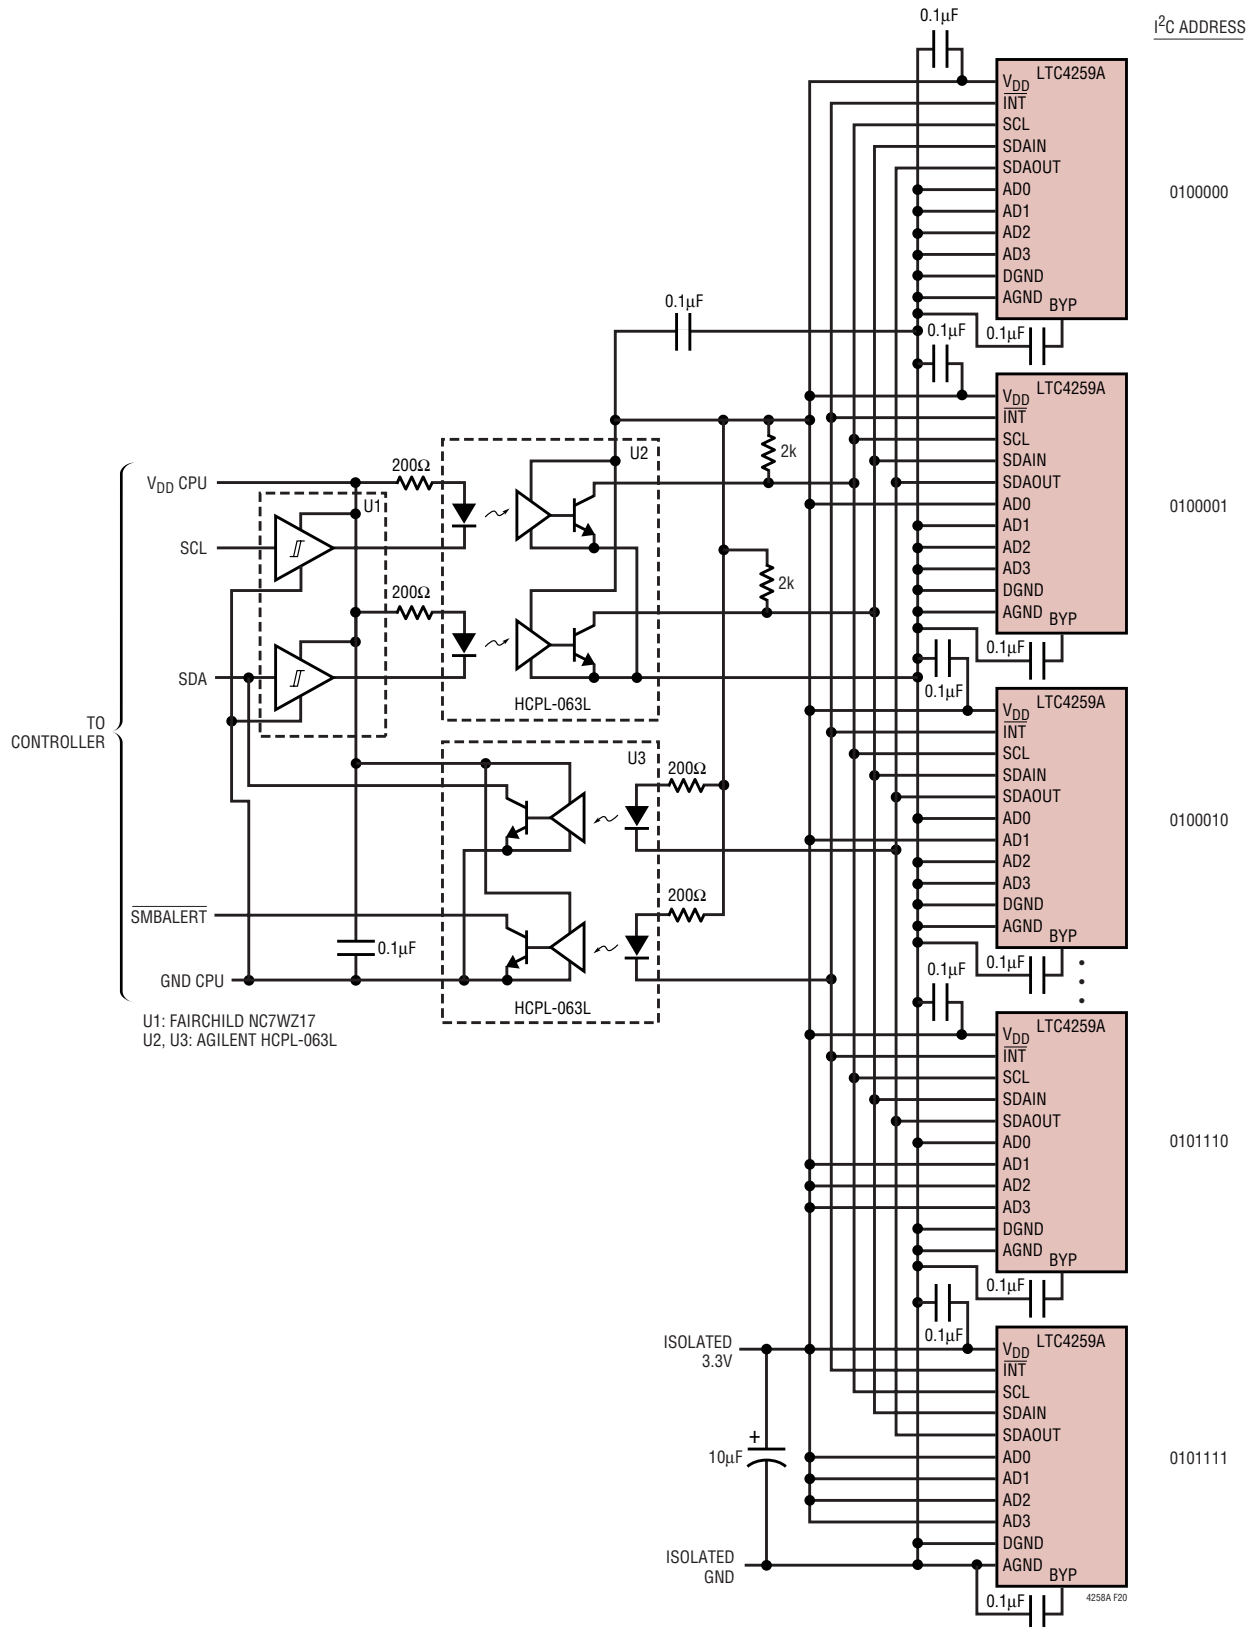 0.1µF
I²C ADDRESS
LTC4259A
VDD
INT
SCL
SDAIN
SDAOUT
AD0
AD1
AD2
AD3
DGND
AGND
BYP
0100000
0.1µF
0.1µF
0.1µF
LTC4259A
VDD
INT
SCL
SDAIN
SDAOUT
AD0
AD1
AD2
AD3
DGND
AGND
BYP
0100001
0.1µF
0.1µF
U2
2k
200Ω
VDD CPU
U1
SCL
200Ω
2k
SDA
HCPL-063L
TO
CONTROLLER
U3
200Ω
200Ω
SMBALERT
0.1µF
GND CPU
HCPL-063L
U1: FAIRCHILD NC7WZ17
U2, U3: AGILENT HCPL-063L
LTC4259A
VDD
INT
SCL
SDAIN
SDAOUT
AD0
AD1
AD2
AD3
DGND
AGND
BYP
0100010
0.1µF
0.1µF
LTC4259A
VDD
INT
SCL
SDAIN
SDAOUT
AD0
AD1
AD2
AD3
DGND
AGND
BYP
0101110
0.1µF
0.1µF
ISOLATED
3.3V
+
10µF
ISOLATED
GND
LTC4259A
VDD
INT
SCL
SDAIN
SDAOUT
AD0
AD1
AD2
AD3
DGND
AGND
BYP
0101111
0.1µF
4258A F20